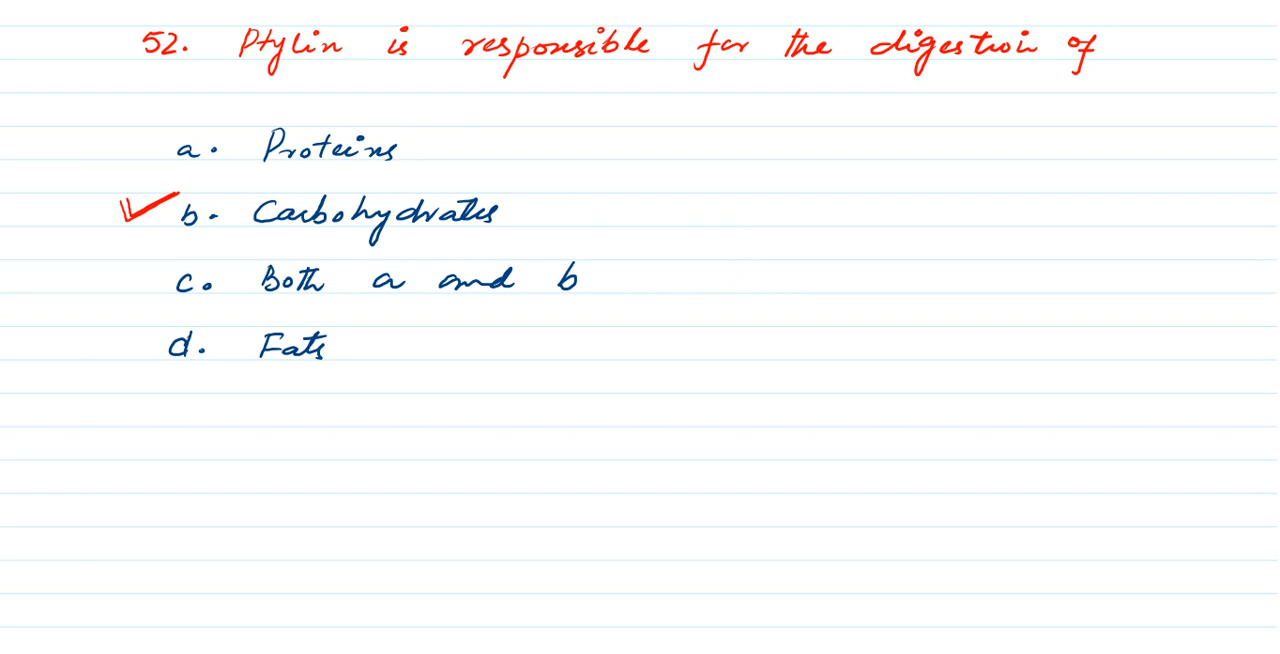 52. Ptylin is responsible for the digestion of
a. Proteins
b. Carbohydrates
c. Both a and b
d. Fats